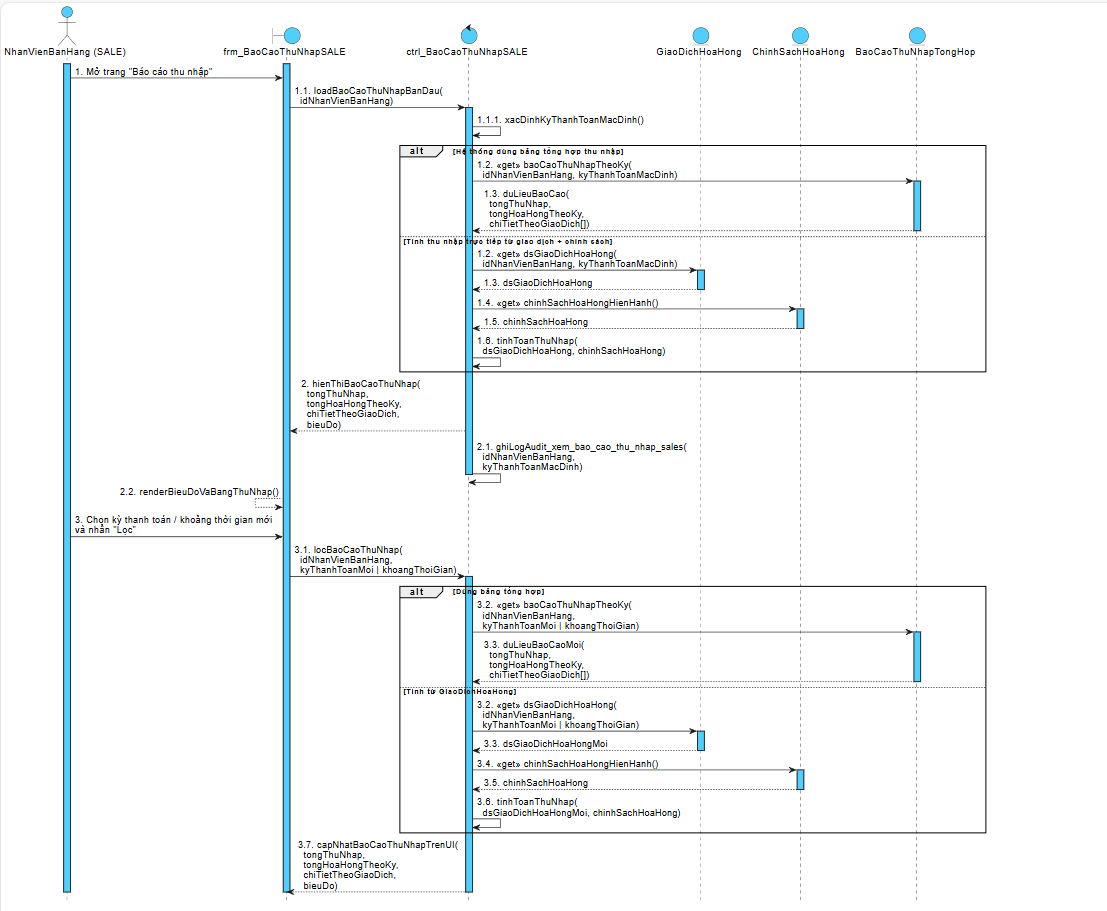 NhanVienBanHang (SALE)
frm_BaoCaoThuNhapSALE
ctrl_BaoCaoThuNhapSALE
GiaoDichHoaHong
ChinhSachHoaHong
BaoCaoThuNhapTongHop
1. Mở trang "Báo cáo thu nhập"
1.1. loadBaoCaoThuNhapBanDau(
idNhanVienBanHang)
1.1.1. xacDinhKyThanhToanMacDinh()
alt
[Hệ thống dùng bảng tổng hợp thu nhập]
1.2. «get» baoCaoThuNhapTheoKy(
idNhanVienBanHang, kyThanhToanMacDinh)
1.3. duLieuBaoCao(
tongThuNhap,
tongHoaHongTheoKy,
chiTietTheoGiaoDich[])
[Tính thu nhập trực tiếp từ giao dịch + chính sách]
1.2. «get» dsGiaoDichHoaHong(
idNhanVienBanHang, kyThanhToanMacDinh)
1.3. dsGiaoDichHoaHong
1.4. «get» chinhSachHoaHongHienHanh()
1.5. chinhSachHoaHong
1.6. tinhToanThuNhap(
dsGiaoDichHoaHong, chinhSachHoaHong)
2. hienThiBaoCaoThuNhap(
tongThuNhap,
tongHoaHongTheoKy,
chiTietTheoGiaoDich,
bieuDo)
2.1. ghiLogAudit_xem_bao_cao_thu_nhap_sales(
idNhanVienBanHang,
kyThanhToanMacDinh)
2.2. renderBieuDoVaBangThuNhap()
3. Chọn kỳ thanh toán / khoảng thời gian mới
và nhấn "Lọc"
3.1. locBaoCaoThuNhap(
idNhanVienBanHang,
kyThanhToanMoi | khoangThoiGian)
alt
[Dùng bảng tổng hợp]
3.2. «get» baoCaoThuNhapTheoKy(
idNhanVienBanHang,
kyThanhToanMoi | khoangThoiGian)
3.3. duLieuBaoCaoMoi(
tongThuNhap,
tongHoaHongTheoKy,
chiTietTheoGiaoDich[])
[Tính từ GiaoDichHoaHong]
3.2. «get» dsGiaoDichHoaHong(
idNhanVienBanHang,
kyThanhToanMoi | khoangThoiGian)
3.3. dsGiaoDichHoaHongMoi
3.4. «get» chinhSachHoaHongHienHanh()
3.5. chinhSachHoaHong
3.6. tinhToanThuNhap(
dsGiaoDichHoaHongMoi, chinhSachHoaHong)
3.7. capNhatBaoCaoThuNhapTrenUI(
tongThuNhap,
tongHoaHongTheoKy,
chiTietTheoGiaoDich,
bieuDo)